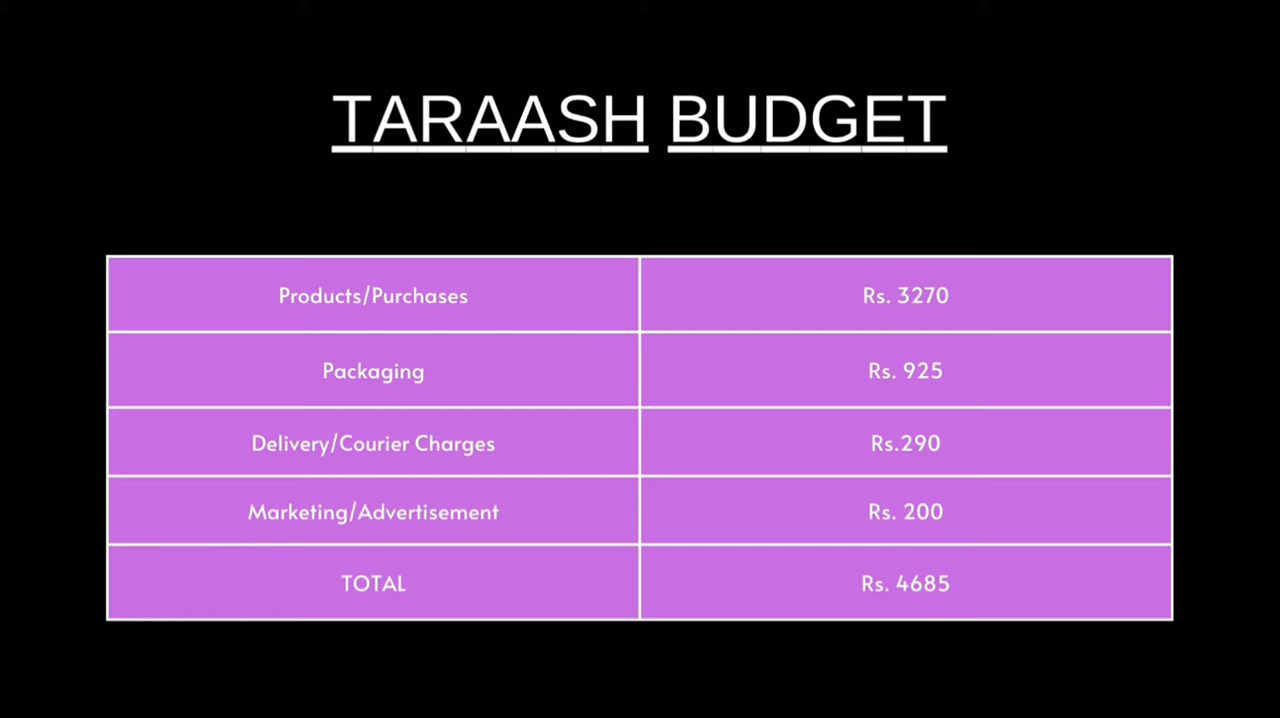 TARAASH BUDGET
Products/Purchases Rs. 3270
Packaging Rs. 925
Delivery/Courier Charges Rs.290
Marketing/Advertisement Rs. 200
TOTAL Rs. 4685